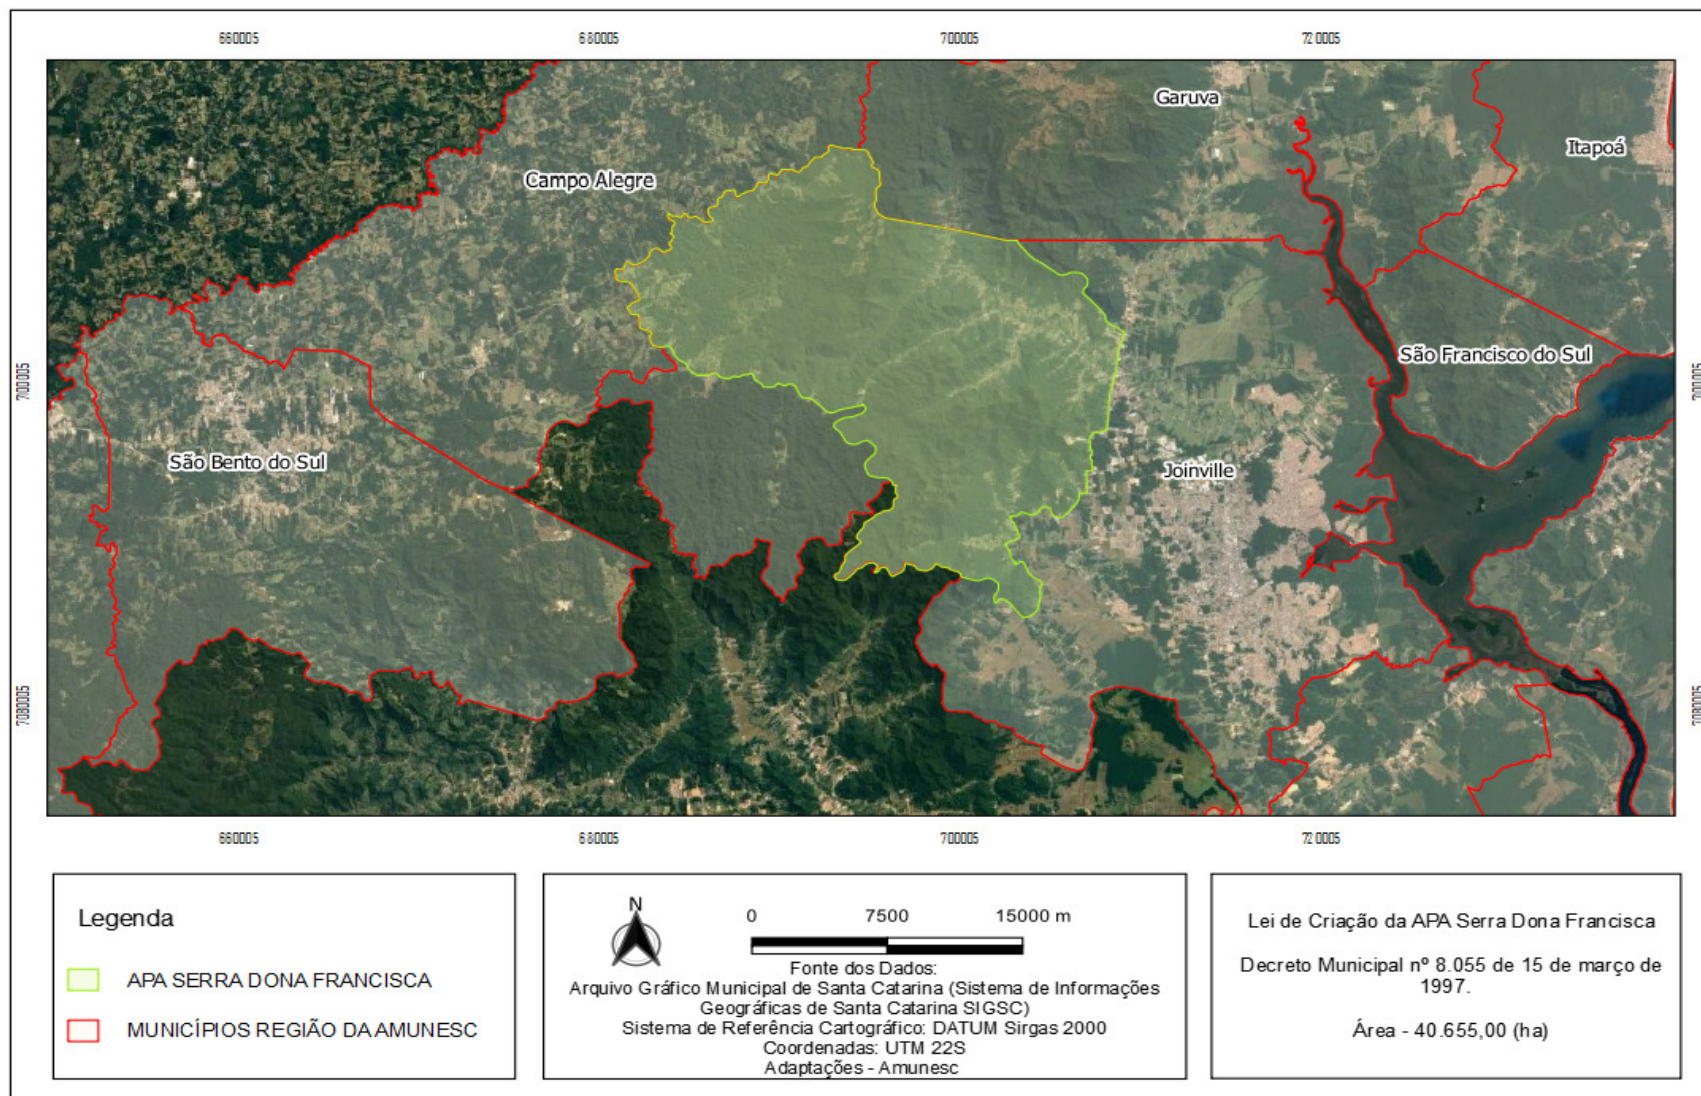 660005 680005 700005 720005
Garuva
Itapoá
Campo Alegre
São Francisco do Sul
700005 700005
São Bento do Sul
Joinville
7080005 7080005
660005 680005 700005 720005
Legenda
APA SERRA DONA FRANCISCA
MUNICÍPIOS REGIÃO DA AMUNESC
N
0 7500 15000 m
Fonte dos Dados:
Arquivo Gráfico Municipal de Santa Catarina (Sistema de Informações
Geográficas de Santa Catarina SIGSC)
Sistema de Referência Cartográfico: DATUM Sirgas 2000
Coordenadas: UTM 22S
Adaptações - Amunesc
Lei de Criação da APA Serra Dona Francisca
Decreto Municipal nº 8.055 de 15 de março de
1997.
Área - 40.655,00 (ha)